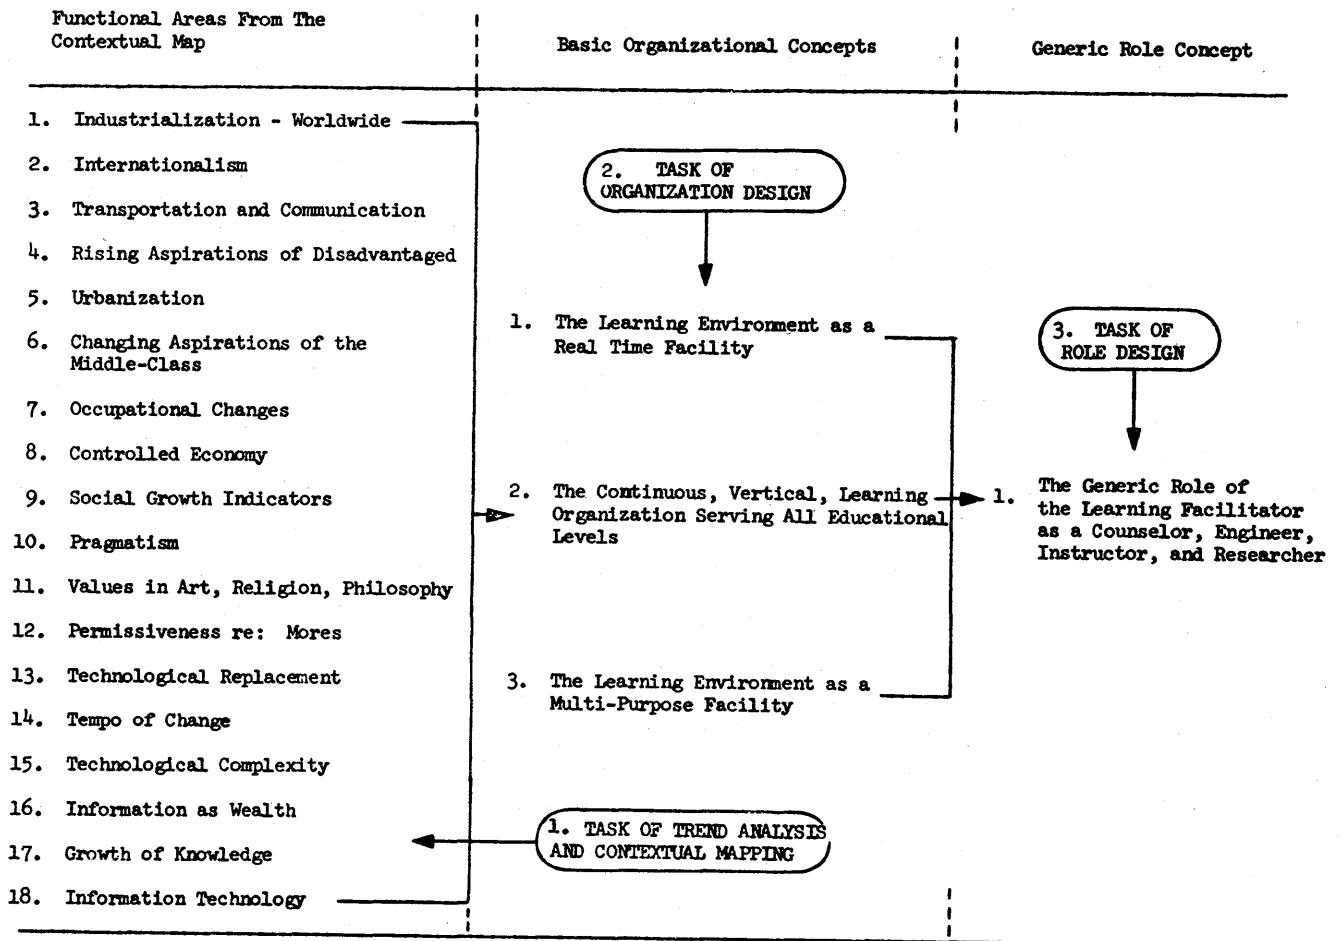 Functional Areas From The
Contextual Map
Basic Organizational Concepts
Generic Role Concept
1. Industrialization - Worldwide
2. Internationalism
3. Transportation and Communication
4. Rising Aspirations of Disadvantaged
5. Urbanization
6. Changing Aspirations of the
Middle-Class
7. Occupational Changes
8. Controlled Economy
9. Social Growth Indicators
10. Pragmatism
11. Values in Art, Religion, Philosophy
12. Permissiveness re: Mores
13. Technological Replacement
14. Tempo of Change
15. Technological Complexity
16. Information as Wealth
17. Growth of Knowledge
18. Information Technology
2. TASK OF
ORGANIZATION DESIGN
1. The Learning Environment as a
Real Time Facility
2. The Continuous, Vertical, Learning
Organization Serving All Educational
Levels
3. The Learning Environment as a
Multi-Purpose Facility
1. TASK OF TREND ANALYSIS
AND CONTEXTUAL MAPPING
3. TASK OF
ROLE DESIGN
1. The Generic Role of
the Learning Facilitator
as a Counselor, Engineer,
Instructor, and Researcher